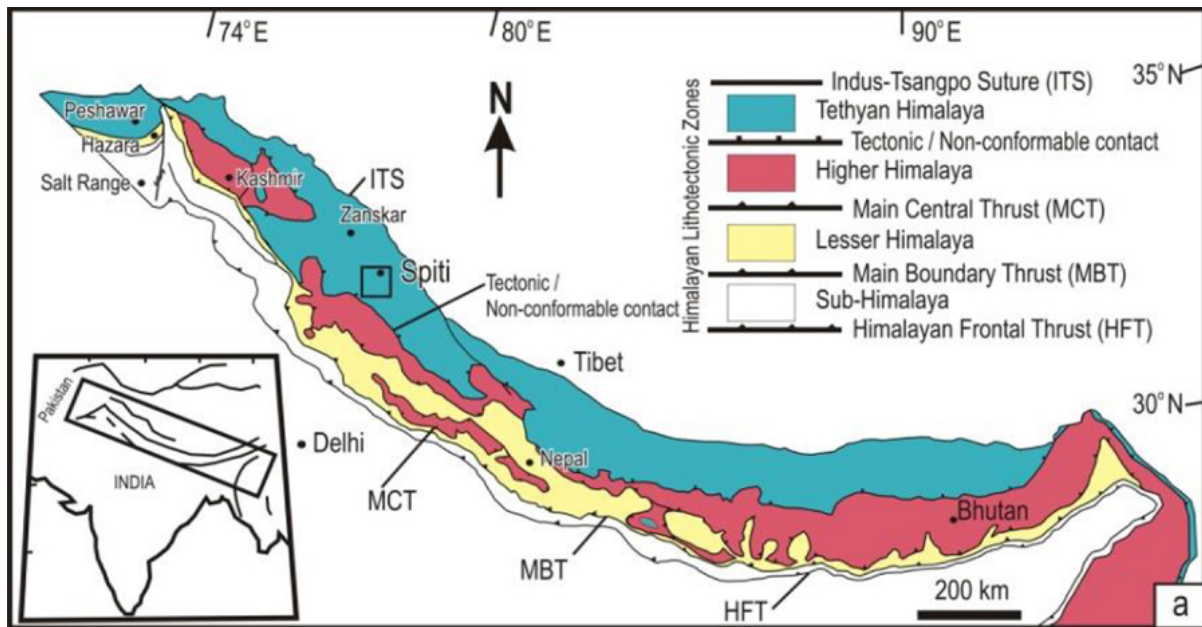 74°E
80°E
90°E
35°N
30°N
N
Himalayan Lithotectonic Zones
Indus-Tsangpo Suture (ITS)
Tethyan Himalaya
Tectonic / Non-conformable contact
Higher Himalaya
Main Central Thrust (MCT)
Lesser Himalaya
Main Boundary Thrust (MBT)
Sub-Himalaya
Himalayan Frontal Thrust (HFT)
Peshawar
Hazara
Salt Range
Kashmir
ITS
Zanskar
Spiti
Tectonic /
Non-conformable contact
Tibet
Delhi
Nepal
MCT
MBT
HFT
Bhutan
200 km
a
Pakistan
INDIA